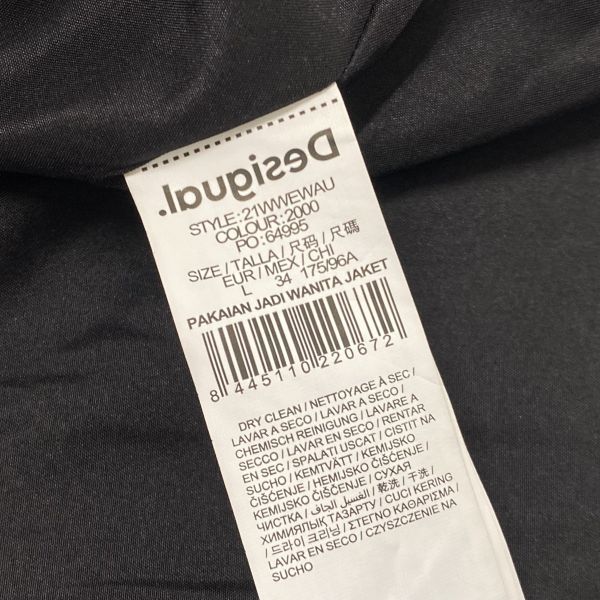 Desigual.
STYLE:21WWEWAU
COLOUR:2000
PO:64995
SIZE/TALLA/尺码/尺碼
EUR/MEX/CHI
L 34 175/96A
PAKAIAN JADI WANITA JAKET
8 445110 220672
DRY CLEAN / NETTOYAGE À SEC /
LAVAR A SECO / LAVAR A SECO /
CHEMISCH REINIGUNG / LAVARE A
SECCO / LAVAR EN SECO / RENTAR
EN SEC / SPALATI USCAT / CISTIT NA
SUCHO / KEMTVÄTT / KEMIJSKO
ČIŠĆENJE / HEMIJSKO ČIŠĆENJE /
KEMIJSKO ČIŠČENJE / СУХАЯ
ЧИСТКА / الغسيل الجاف / 乾洗 / 干洗 /
ХИМИЯЛЫҚ ТАЗАРТУ / CUCI KERING
/ 드라이 크리닝 / ΣΤΕΓΝΟ ΚΑΘΑΡΙΣΜΑ /
LAVAR EN SECO / CZYSZCZENIE NA
SUCHO